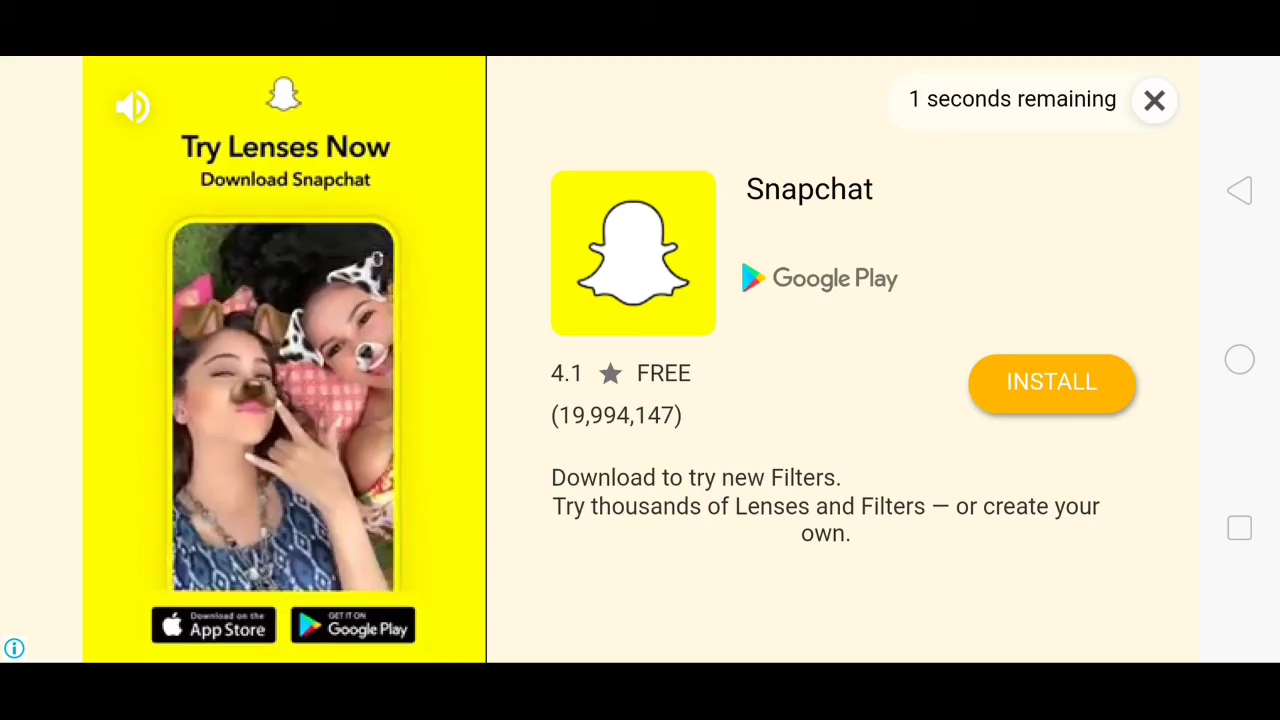 Try Lenses Now
Download Snapchat
Download on the
App Store
GET IT ON
Google Play
1 seconds remaining
Snapchat
Google Play
4.1 ★ FREE
(19,994,147)
INSTALL
Download to try new Filters.
Try thousands of Lenses and Filters — or create your
own.